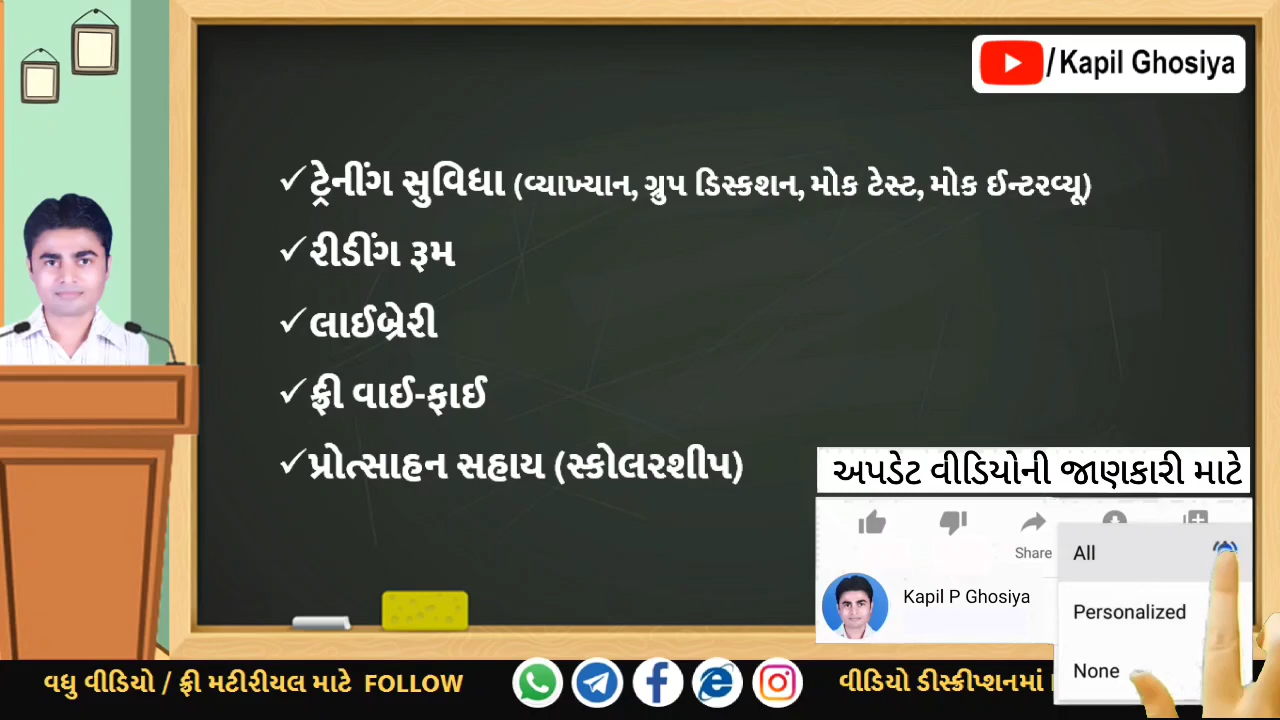 /Kapil Ghosiya
✓ટ્રેનીંગ સુવિધા (વ્યાખ્યાન, ગ્રુપ ડિસ્કશન, મોક ટેસ્ટ, મોક ઈન્ટરવ્યૂ)
✓રીડીંગ રૂમ
✓લાઈબ્રેરી
✓ફ્રી વાઈ-ફાઈ
✓પ્રોત્સાહન સહાય (સ્કોલરશીપ)
અપડેટ વીડિયોની જાણકારી માટે
Share
All
Kapil P Ghosiya
Personalized
None
વધુ વીડિયો / ફ્રી મટીરીયલ માટે FOLLOW
વીડિયો ડીસ્ક્રીપ્શનમાં